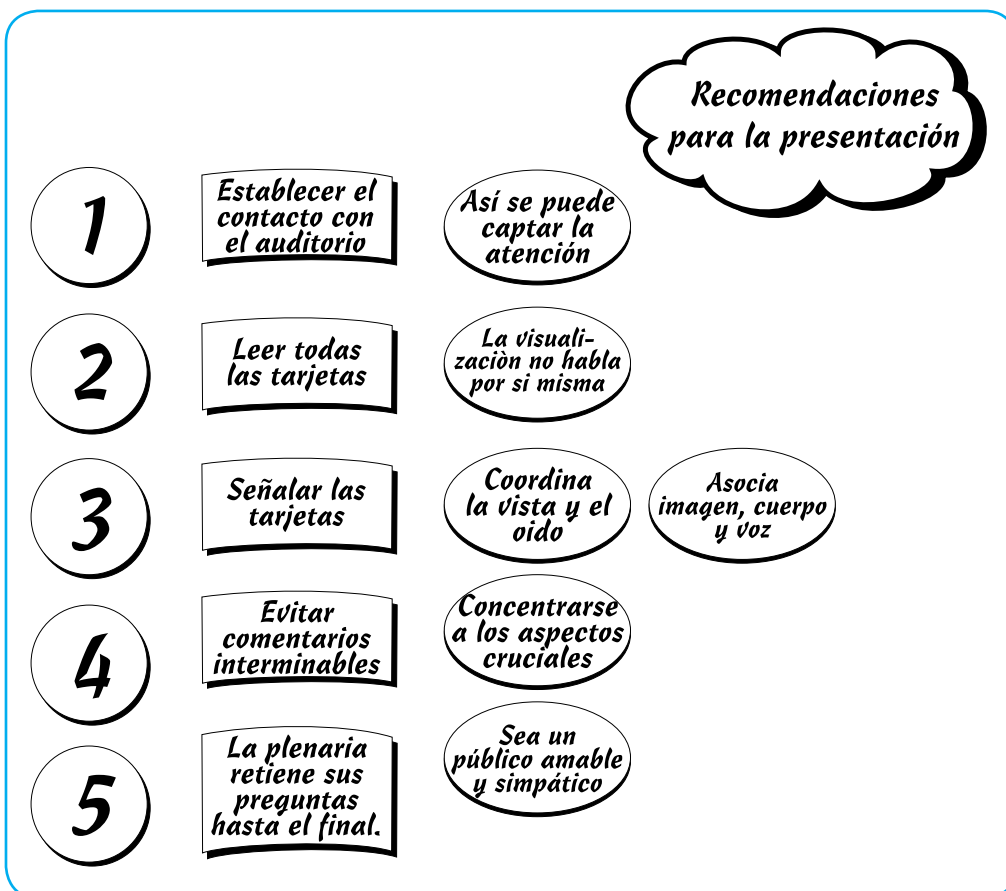 Recomendaciones
para la presentación
1
Establecer el
contacto con
el auditorio
Así se puede
captar la
atención
2
Leer todas
las tarjetas
La visuali-
zaciòn no habla
por si misma
3
Señalar las
tarjetas
Coordina
la vista y el
oido
Asocia
imagen, cuerpo
y voz
4
Evitar
comentarios
interminables
Concentrarse
a los aspectos
cruciales
5
La plenaria
retiene sus
preguntas
hasta el final.
Sea un
público amable
y simpático